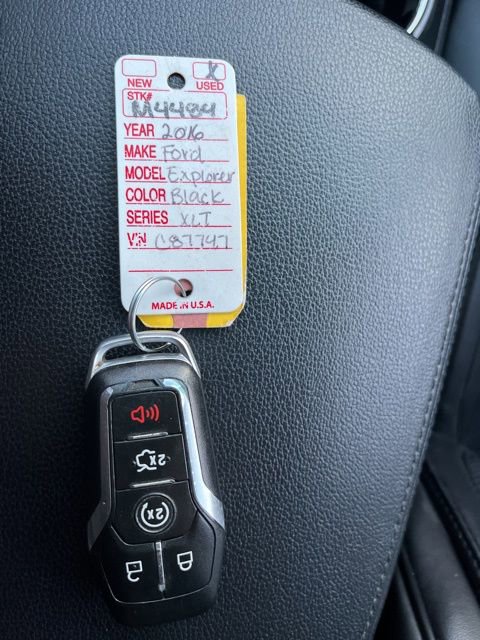 X
NEW USED
STK#
M4484
YEAR 2016
MAKE Ford
MODEL Explorer
COLOR Black
SERIES XLT
VIN C87747
MADE IN U.S.A.
2x
2x